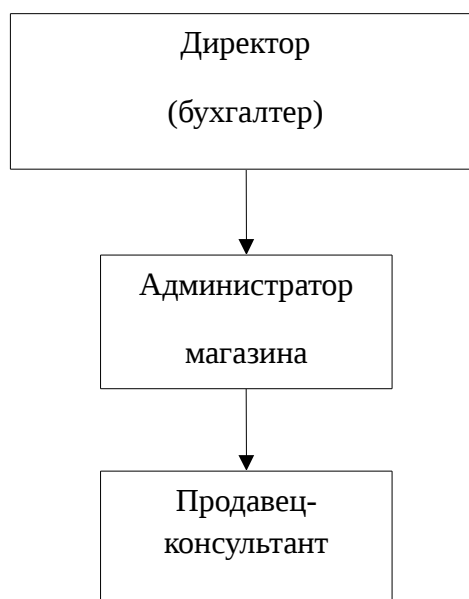 Директор
(бухгалтер)
Администратор
магазина
Продавец-
консультант